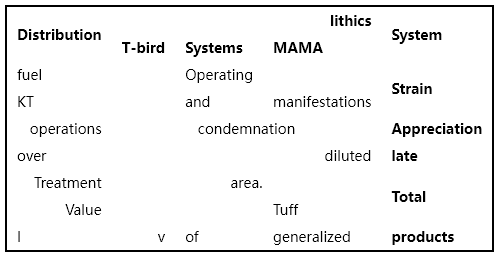 lithics
Distribution System
T-bird Systems MAMA
fuel Operating
Strain
KT and manifestations
operations condemnation Appreciation
over diluted late
Treatment area.
Total
Value Tuff
l v of generalized products